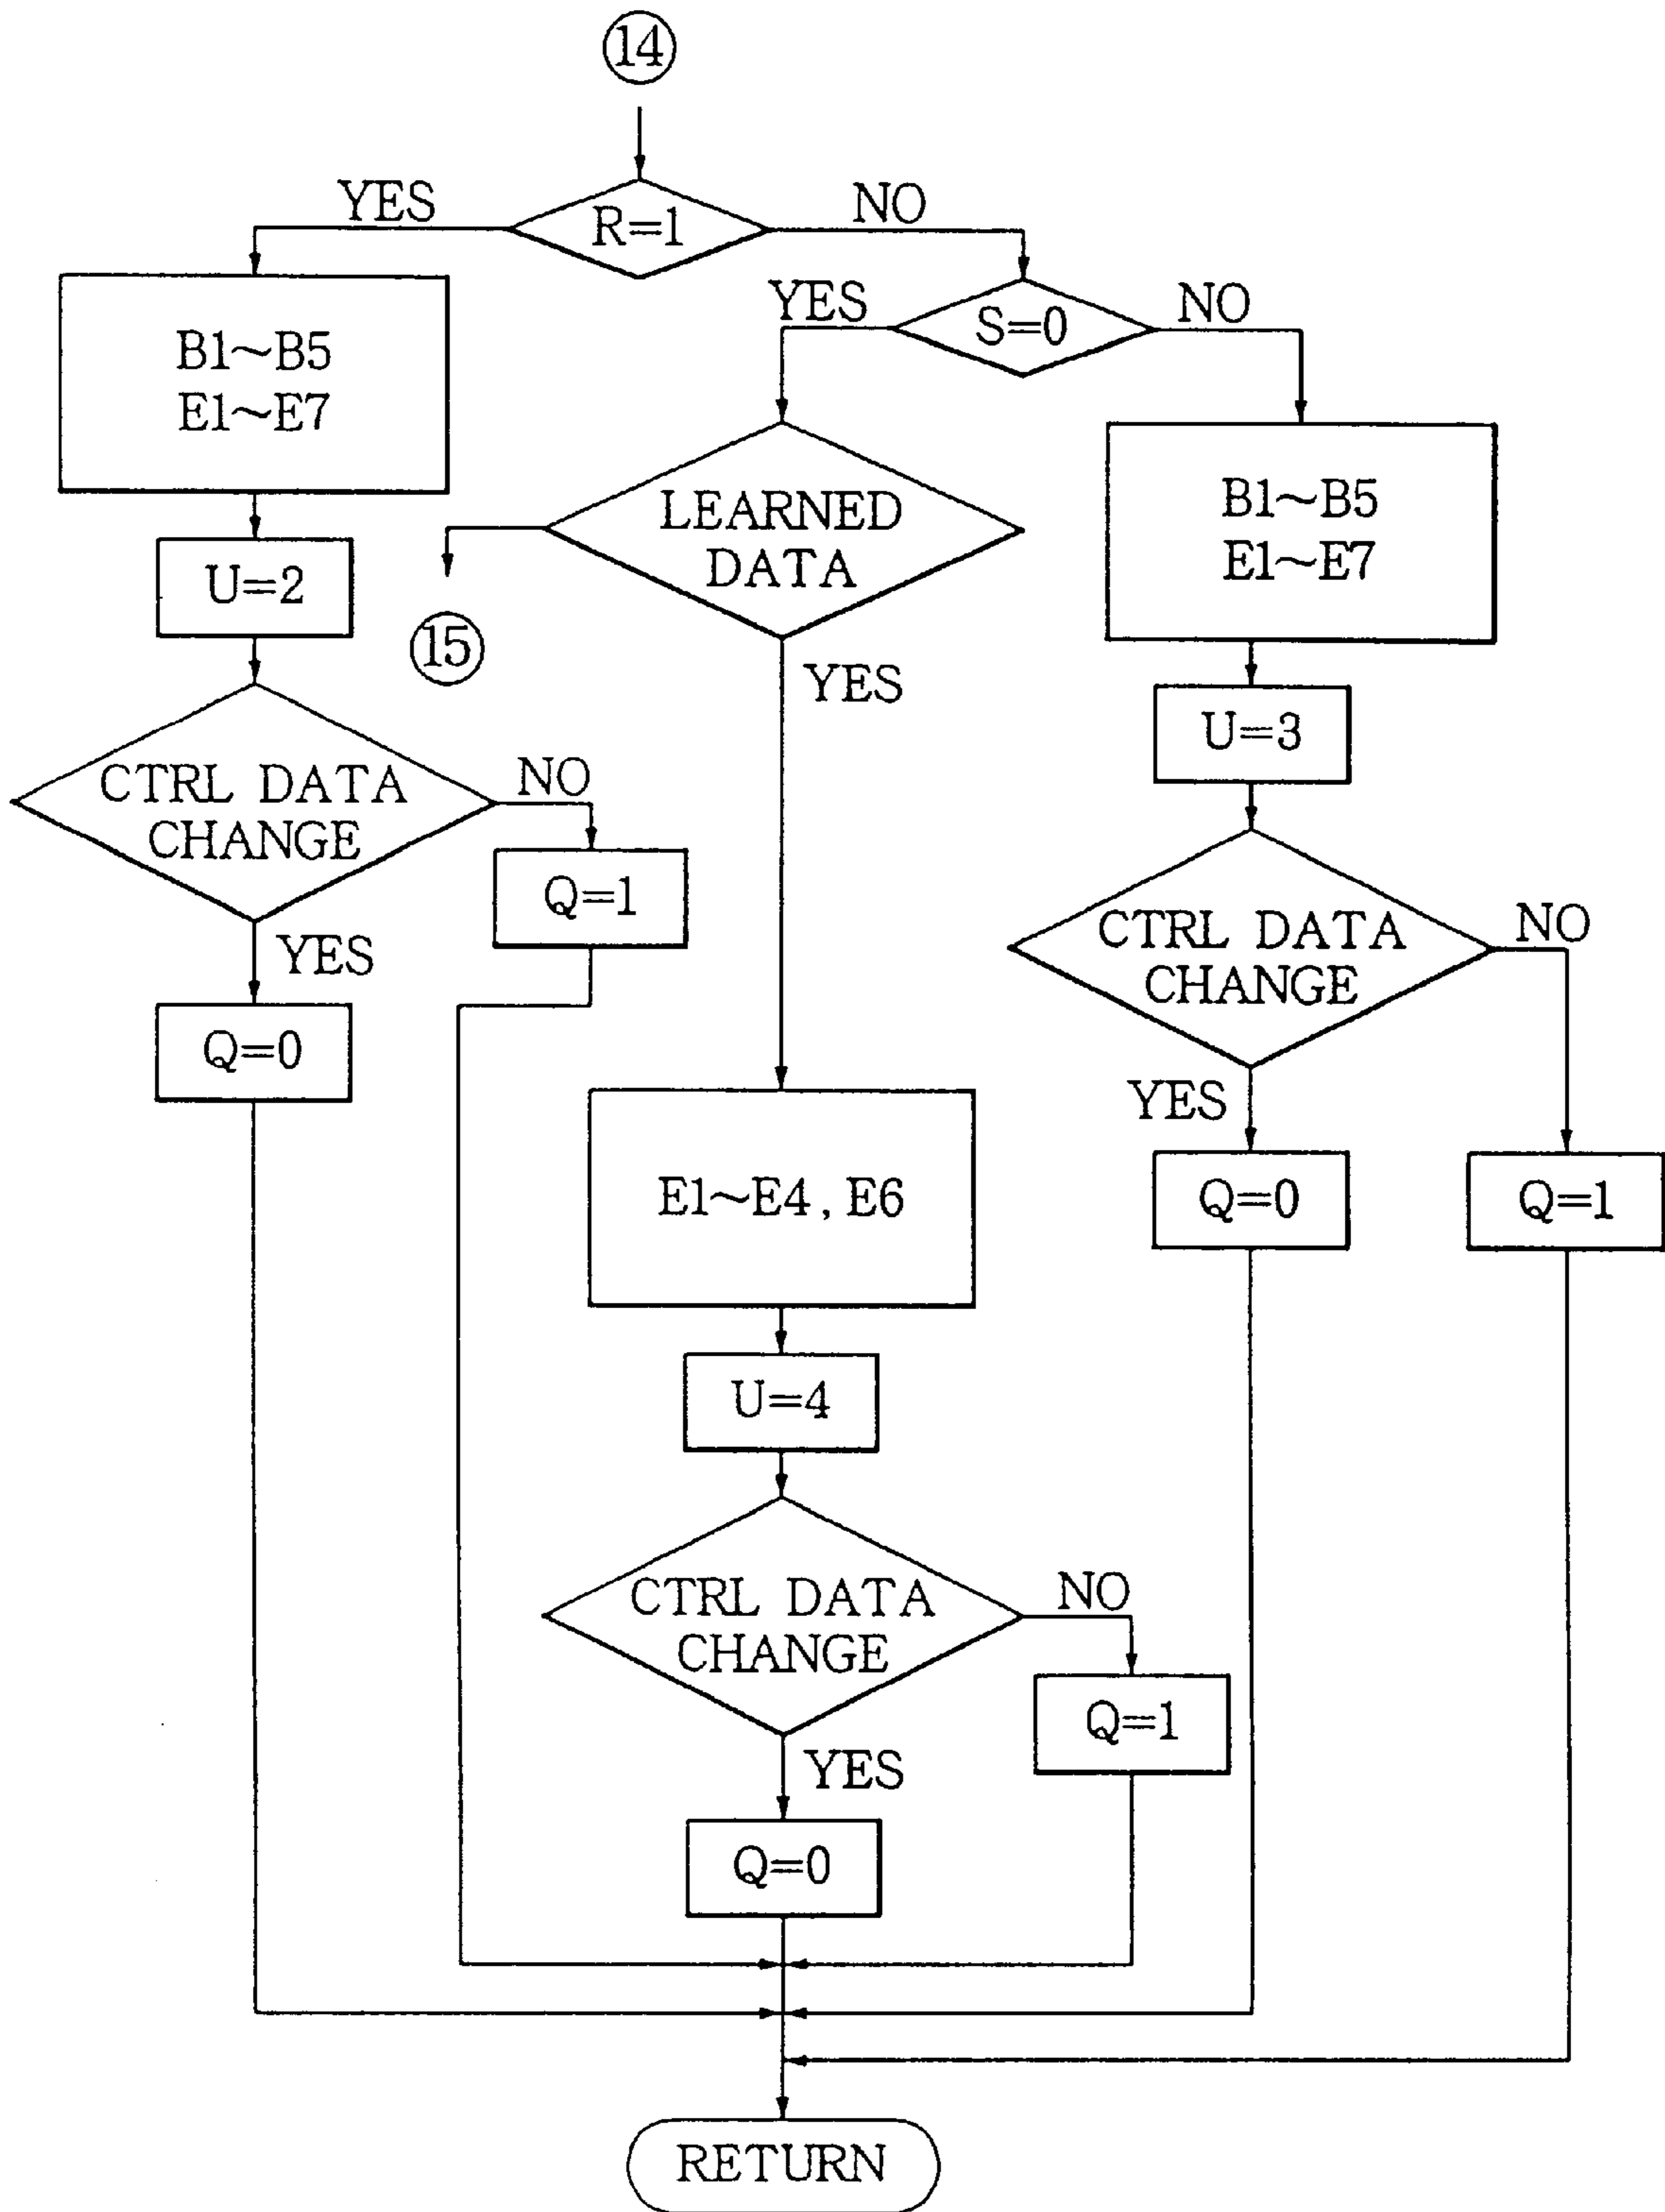 14
YES
R=1
NO
YES
S=0
NO
B1~B5
E1~E7
LEARNED
DATA
B1~B5
E1~E7
U=2
15
YES
U=3
CTRL DATA
CHANGE
NO
Q=1
YES
Q=0
CTRL DATA
CHANGE
NO
YES
Q=0
Q=1
E1~E4, E6
U=4
CTRL DATA
CHANGE
NO
Q=1
YES
Q=0
RETURN